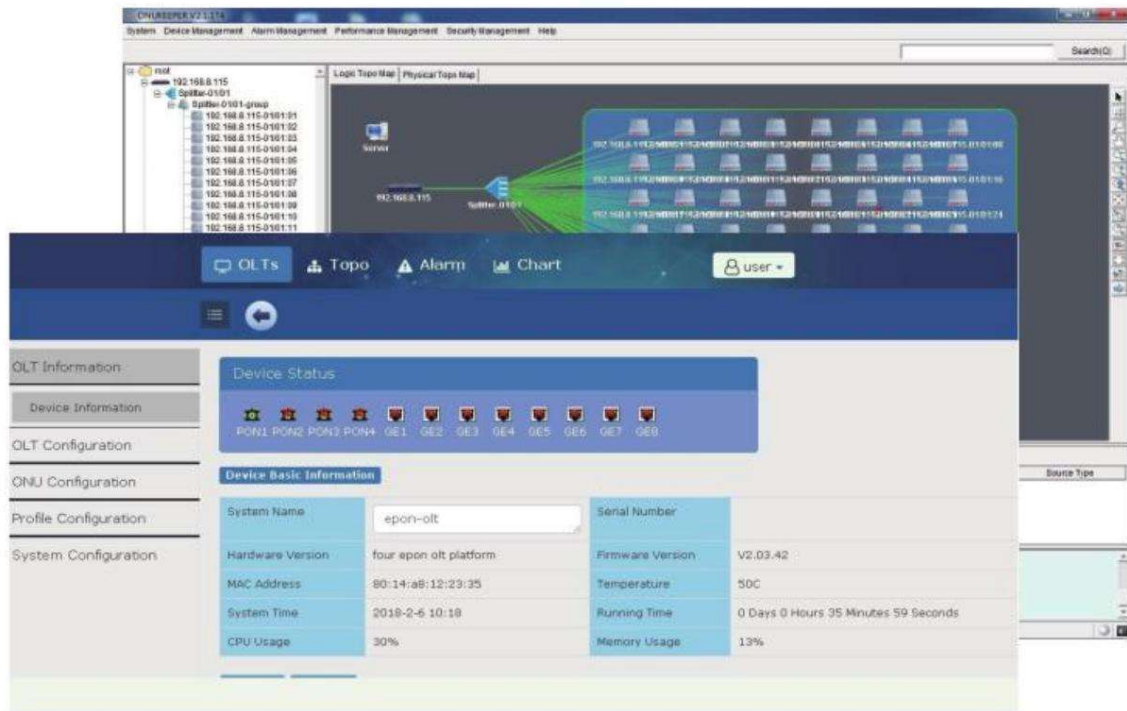 ONUKEEPER V2.1.1T4
System Device Management Alarm Management Performance Management Security Management Help
Search(Q)
root
192.168.8.115
Splitter-0101
Splitter-0101-group
192.168.8.115-0101:01
192.168.8.115-0101:02
192.168.8.115-0101:03
192.168.8.115-0101:04
192.168.8.115-0101:05
192.168.8.115-0101:06
192.168.8.115-0101:07
192.168.8.115-0101:08
192.168.8.115-0101:09
192.168.8.115-0101:10
192.168.8.115-0101:11
Logic Topo Map Physical Topo Map
Server
192.168.8.115
Splitter-0101
Source Type
OLTs Topo Alarm Chart user
OLT Information
Device Information
OLT Configuration
ONU Configuration
Profile Configuration
System Configuration
Device Status
PON1 PON2 PON3 PON4 GE1 GE2 GE3 GE4 GE5 GE6 GE7 GE8
Device Basic Information
System Name epon-olt Serial Number
Hardware Version four epon olt platform Firmware Version V2.03.42
MAC Address 80:14:a8:12:23:35 Temperature 50C
System Time 2018-2-6 10:18 Running Time 0 Days 0 Hours 35 Minutes 59 Seconds
CPU Usage 30% Memory Usage 13%